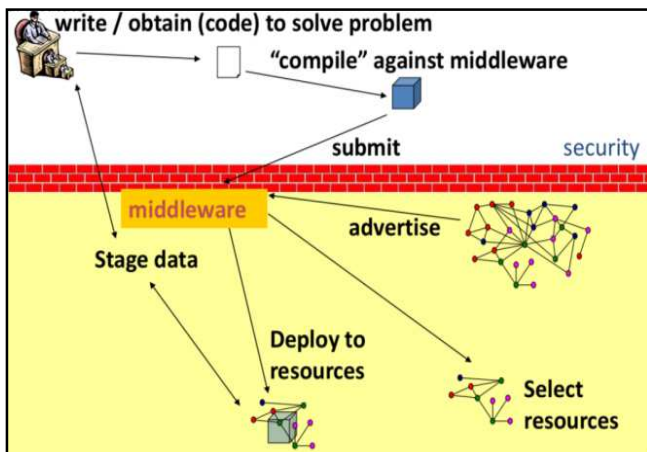 write / obtain (code) to solve problem
“compile” against middleware
submit
security
middleware
advertise
Stage data
Deploy to
resources
Select
resources